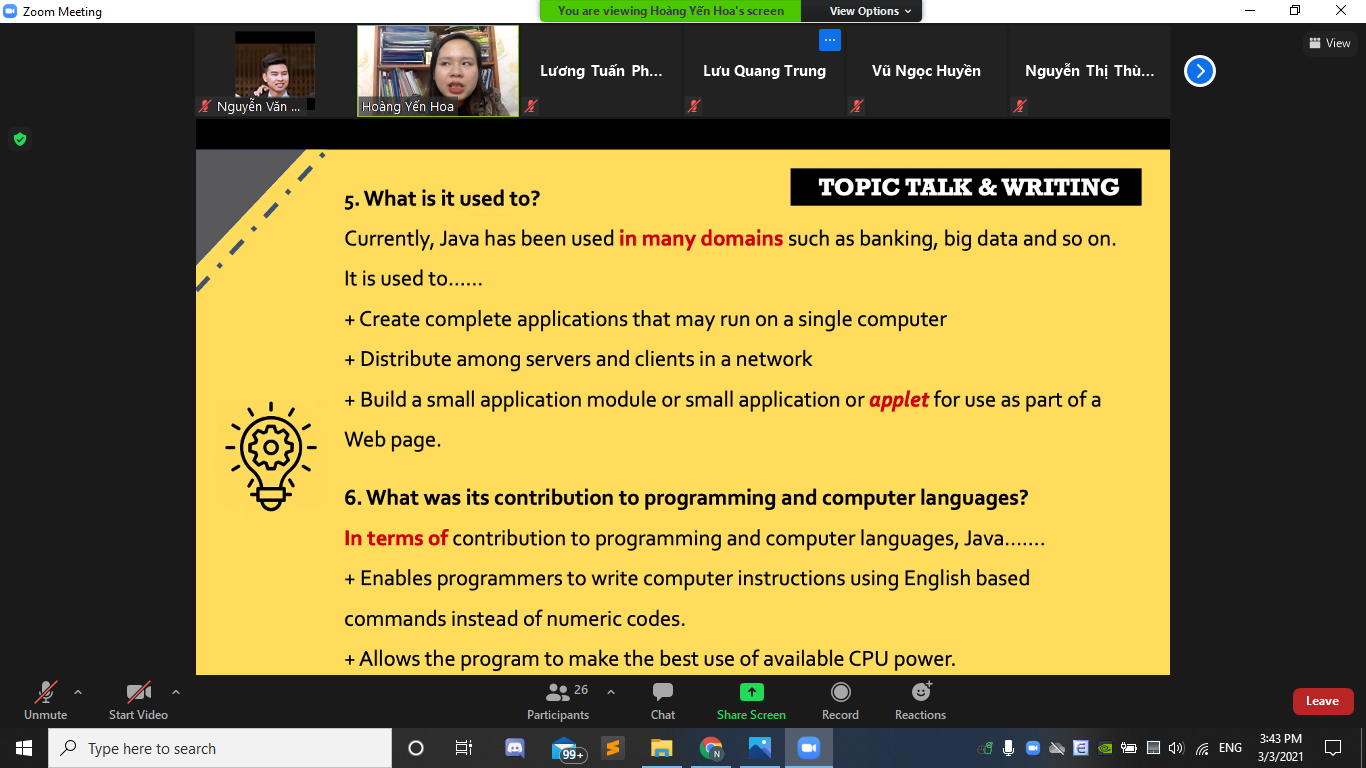 Zoom Meeting
You are viewing Hoàng Yến Hoa's screen
View Options
View
Nguyễn Văn ...
Hoàng Yến Hoa
Lương Tuấn Ph...
Lưu Quang Trung
Vũ Ngọc Huyền
Nguyễn Thị Thù...
TOPIC TALK & WRITING
5. What is it used to?
Currently, Java has been used in many domains such as banking, big data and so on.
It is used to......
+ Create complete applications that may run on a single computer
+ Distribute among servers and clients in a network
+ Build a small application module or small application or applet for use as part of a
Web page.
6. What was its contribution to programming and computer languages?
In terms of contribution to programming and computer languages, Java.......
+ Enables programmers to write computer instructions using English based
commands instead of numeric codes.
+ Allows the program to make the best use of available CPU power.
Unmute
Start Video
26
Participants
Chat
Share Screen
Record
Reactions
Leave
Type here to search
99+
N
ENG
3:43 PM
3/3/2021